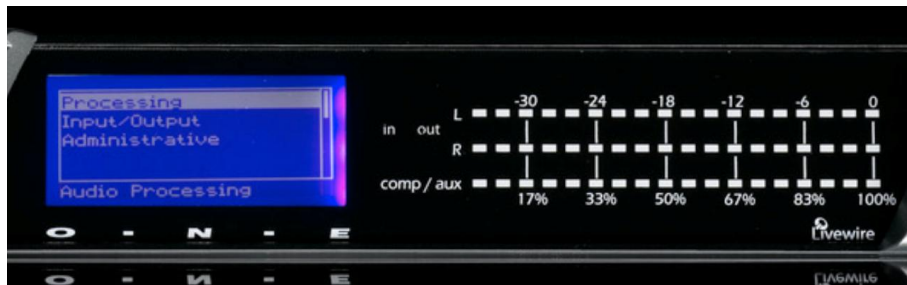 Processing
Input/Output
Administrative
Audio Processing
O - N - E
-30 -24 -18 -12 -6 0
L
in out
R
comp / aux
17% 33% 50% 67% 83% 100%
Livewire